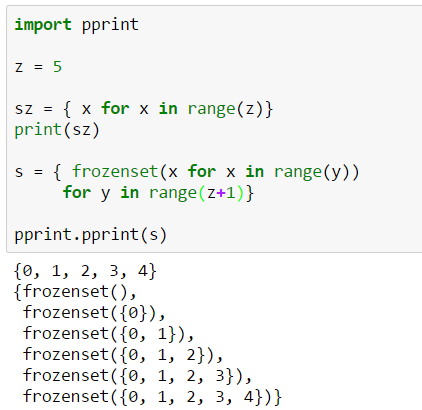 import pprint
z = 5
sz = { x for x in range(z)}
print(sz)
s = { frozenset(x for x in range(y))
     for y in range(z+1)}
pprint.pprint(s)
{0, 1, 2, 3, 4}
{frozenset(),
 frozenset({0}),
 frozenset({0, 1}),
 frozenset({0, 1, 2}),
 frozenset({0, 1, 2, 3}),
 frozenset({0, 1, 2, 3, 4})}